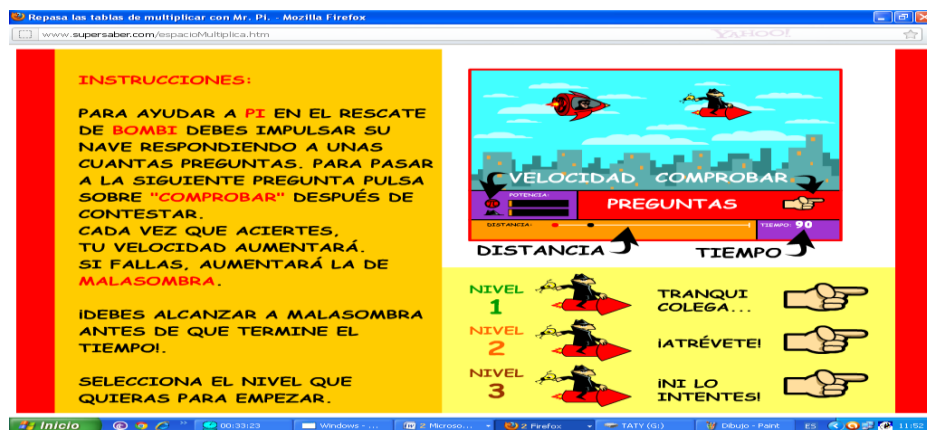 Repasa las tablas de multiplicar con Mr. Pi. - Mozilla Firefox
www.supersaber.com/espacioMultiplica.htm
YAHOO!
INSTRUCCIONES:
PARA AYUDAR A PI EN EL RESCATE
DE BOMBI DEBES IMPULSAR SU
NAVE RESPONDIENDO A UNAS
CUANTAS PREGUNTAS. PARA PASAR
A LA SIGUIENTE PREGUNTA PULSA
SOBRE "COMPROBAR" DESPUÉS DE
CONTESTAR.
CADA VEZ QUE ACIERTES,
TU VELOCIDAD AUMENTARÁ.
SI FALLAS, AUMENTARÁ LA DE
MALASOMBRA.
¡DEBES ALCANZAR A MALASOMBRA
ANTES DE QUE TERMINE EL
TIEMPO!.
SELECCIONA EL NIVEL QUE
QUIERAS PARA EMPEZAR.
VELOCIDAD COMPROBAR
POTENCIA:
PREGUNTAS
DISTANCIA:
TIEMPO: 90
DISTANCIA TIEMPO
NIVEL
1
TRANQUI
COLEGA...
NIVEL
2
¡ATRÉVETE!
NIVEL
3
¡NI LO
INTENTES!
Inicio 00:33:23 Windows - ... 2 Microso... 2 Firefox TATY (G:) Dibujo - Paint ES 11:52